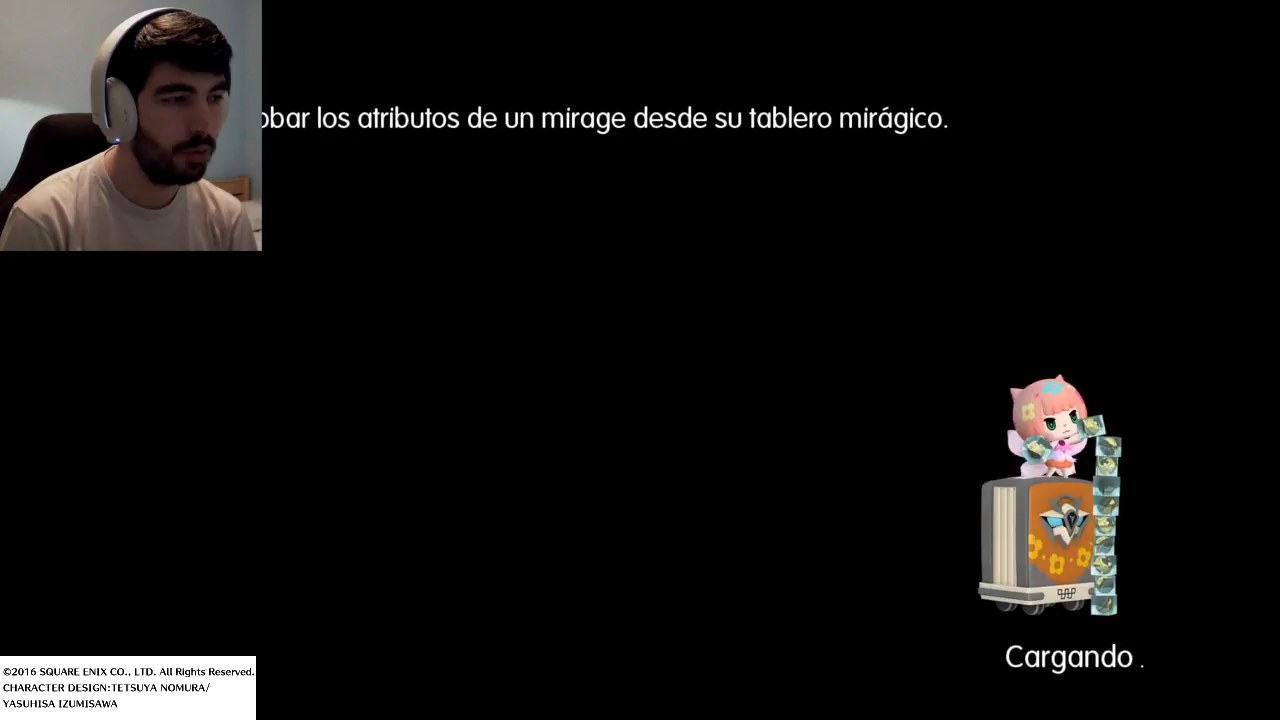 los atributos de un mirage desde su tablero mirágico.
Cargando .
©2016 SQUARE ENIX CO., LTD. All Rights Reserved.
CHARACTER DESIGN:TETSUYA NOMURA/
YASUHISA IZUMISAWA